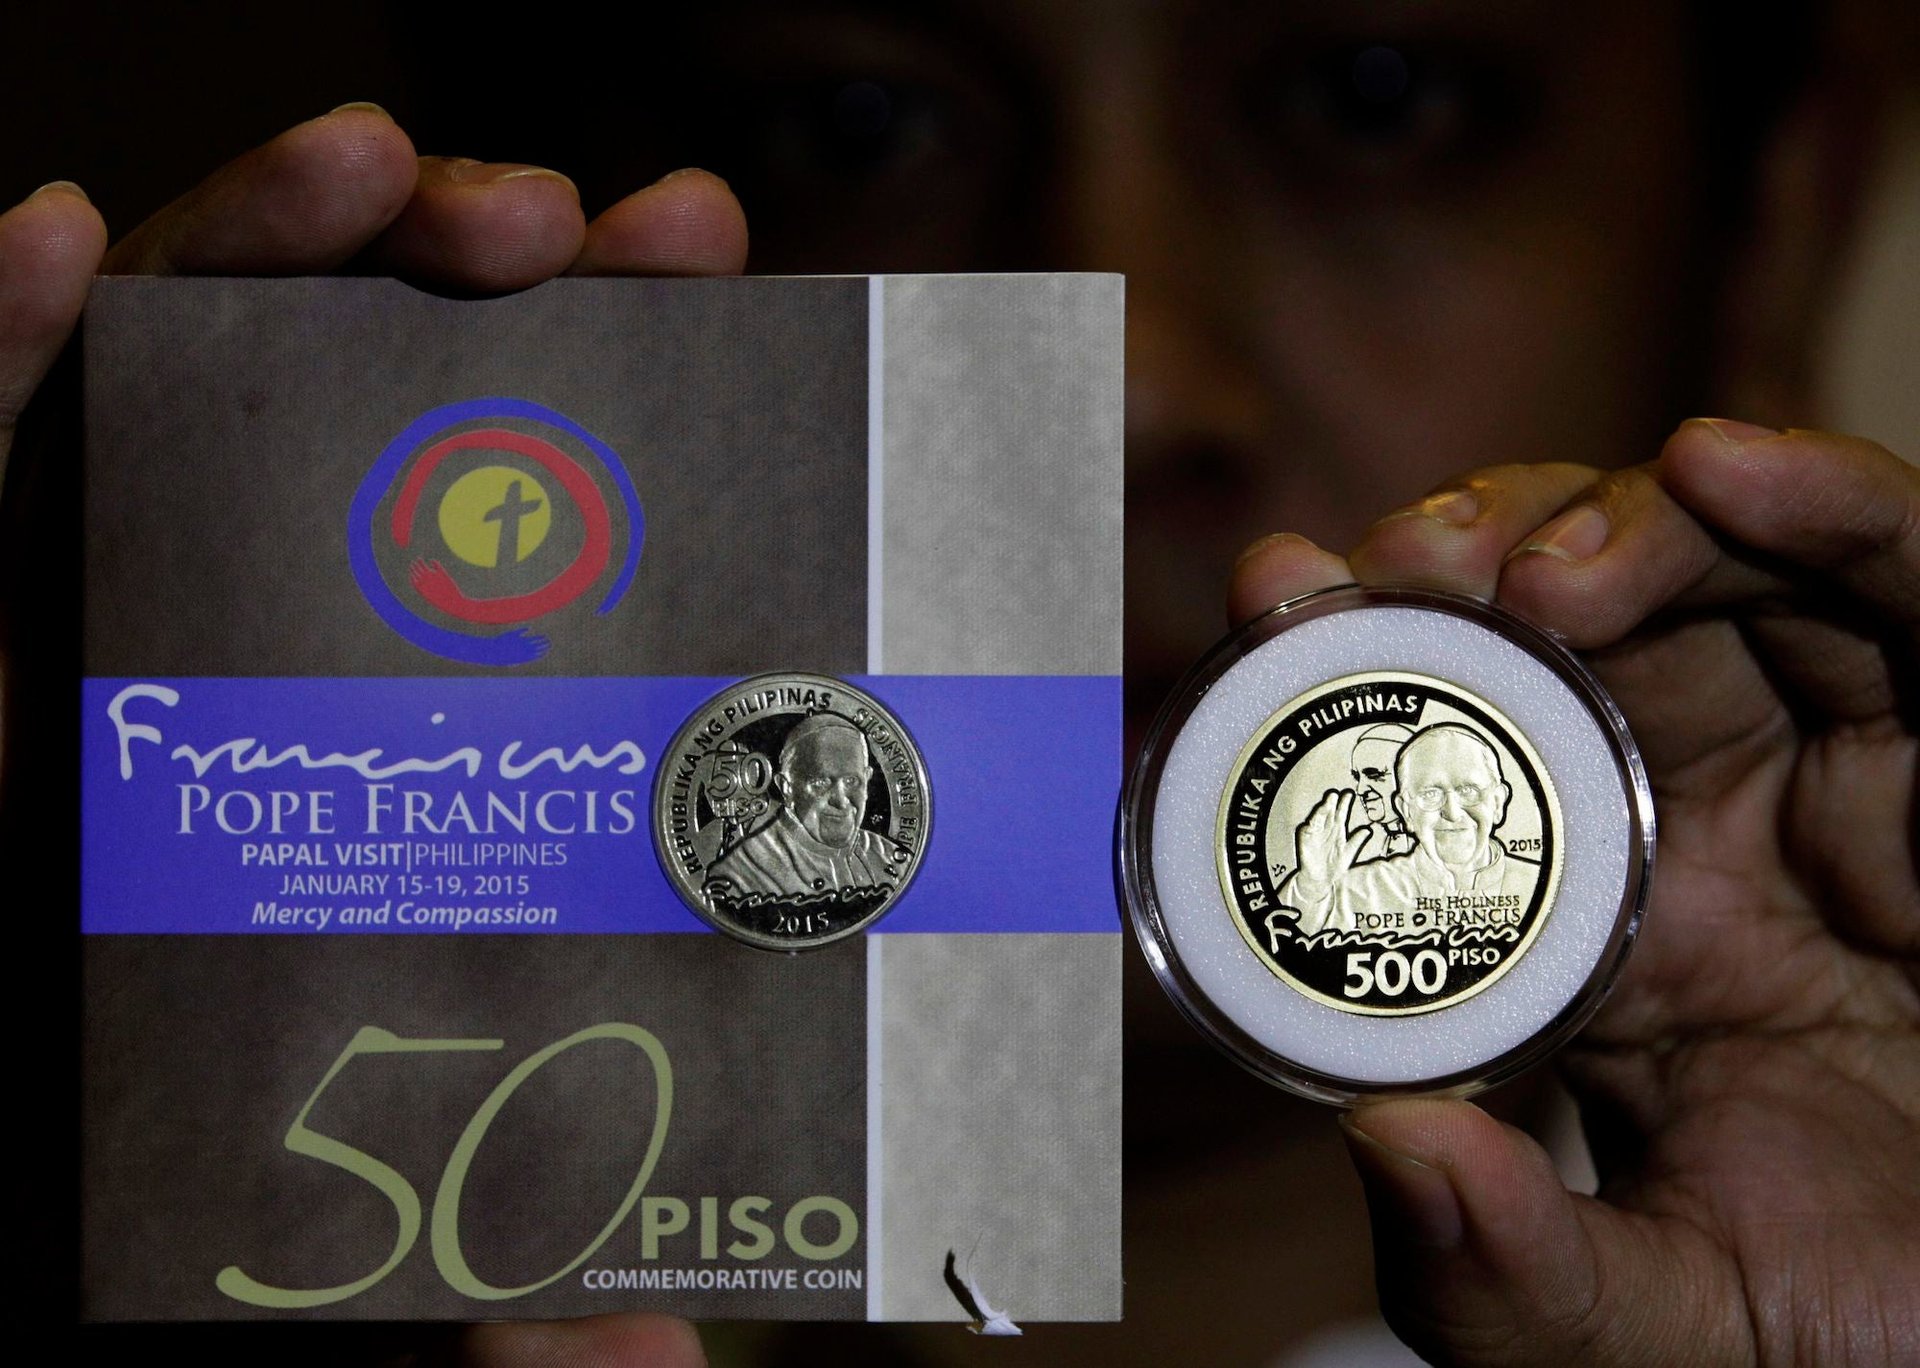 Franciscus
POPE FRANCIS
PAPAL VISIT|PHILIPPINES
JANUARY 15-19, 2015
Mercy and Compassion
50 PISO
COMMEMORATIVE COIN
REPUBLIKA NG PILIPINAS
POPE FRANCIS
50
PISO
Franciscus
2015
REPUBLIKA NG PILIPINAS
2015
HIS HOLINESS
POPE FRANCIS
Franciscus
500 PISO